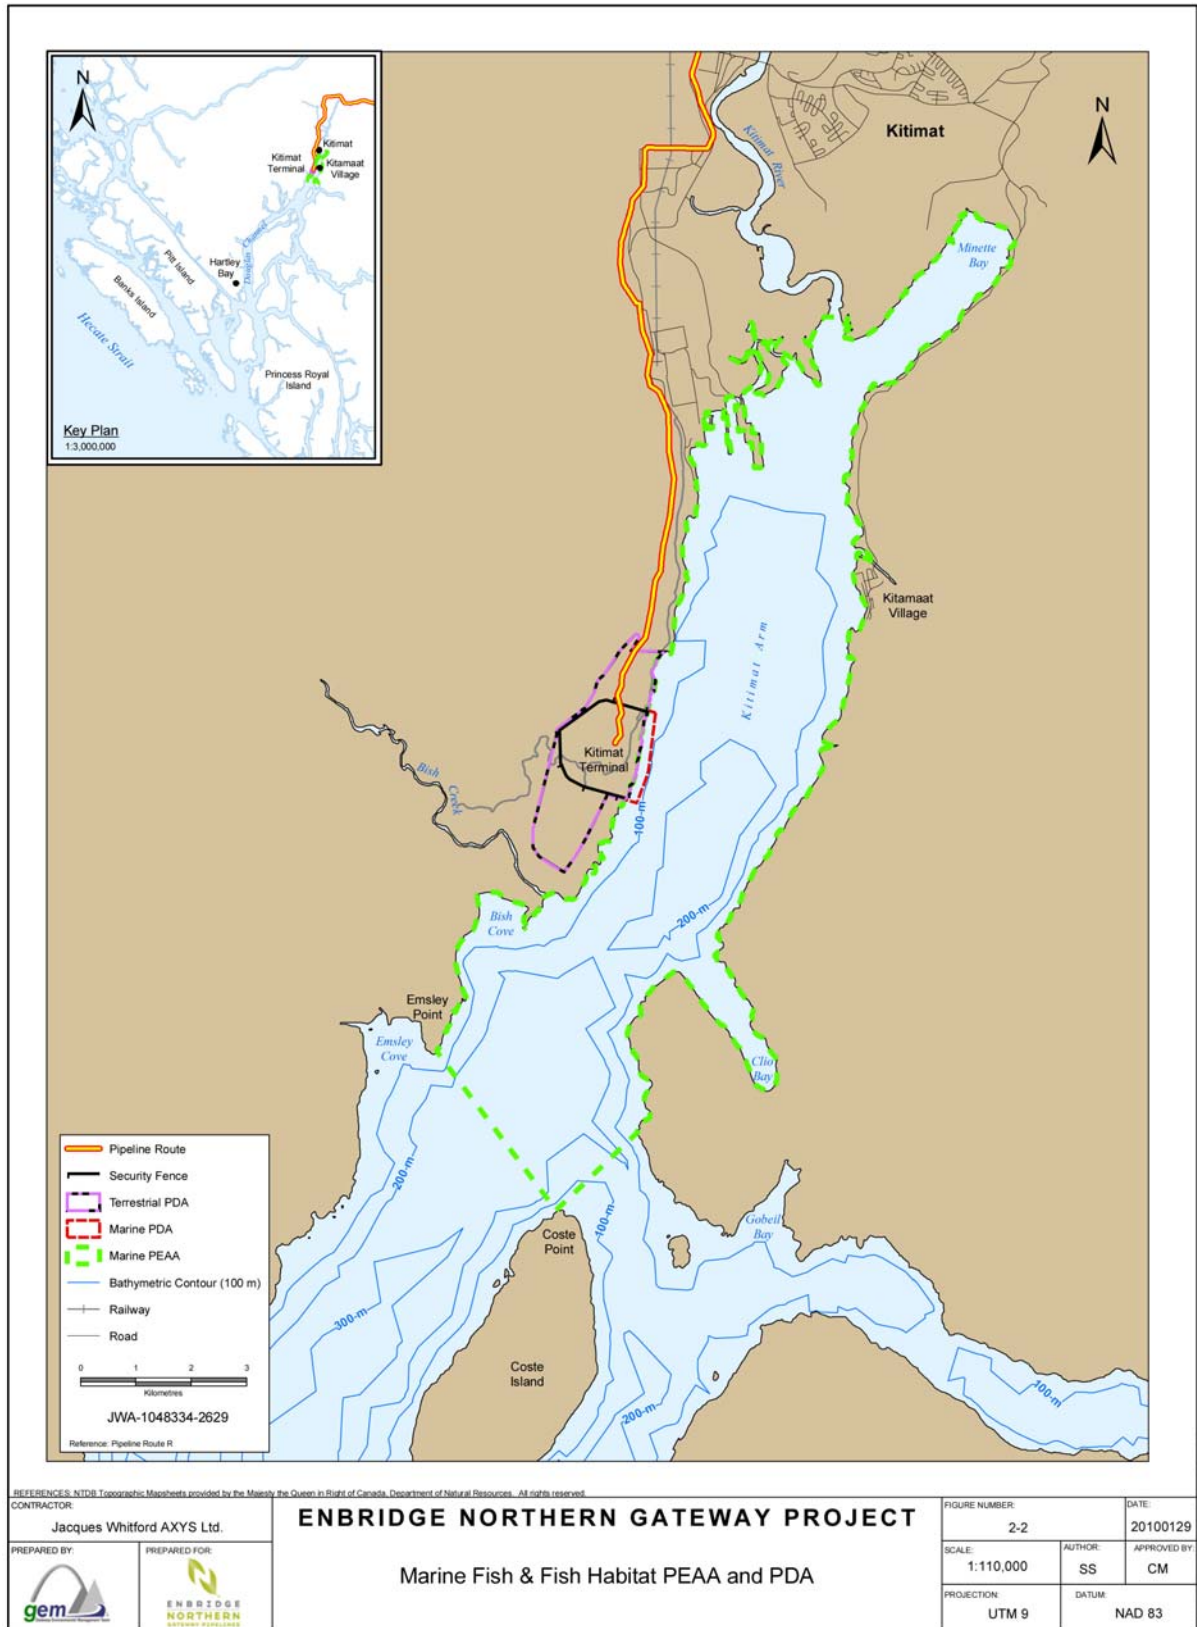 N
Kitimat
Kitimat
Terminal
Kitamaat
Village
Hartley
Bay
Douglas Channel
Pitt Island
Banks Island
Hecate Strait
Princess Royal
Island
Key Plan
1:3,000,000
N
Kitimat
Kitimat River
Minette
Bay
Kitamaat
Village
Kitimat Arm
Kitimat
Terminal
Bish
Creek
100-m
200-m
Bish
Cove
Emsley
Point
Emsley
Cove
Clio
Bay
200-m
Coste
Point
100-m
Gobeil
Bay
300-m
Coste
Island
200-m
100-m
Pipeline Route
Security Fence
Terrestrial PDA
Marine PDA
Marine PEAA
Bathymetric Contour (100 m)
Railway
Road
0 1 2 3
Kilometres
JWA-1048334-2629
Reference: Pipeline Route R
REFERENCES: NTDB Topographic Mapsheets provided by the Majesty the Queen in Right of Canada, Department of Natural Resources. All rights reserved.
CONTRACTOR:
Jacques Whitford AXYS Ltd.
PREPARED BY:
gem
PREPARED FOR:
ENBRIDGE
NORTHERN
GATEWAY PIPELINES
ENBRIDGE NORTHERN GATEWAY PROJECT
Marine Fish & Fish Habitat PEAA and PDA
FIGURE NUMBER:
2-2
DATE:
20100129
SCALE:
1:110,000
AUTHOR:
SS
APPROVED BY:
CM
PROJECTION:
UTM 9
DATUM:
NAD 83